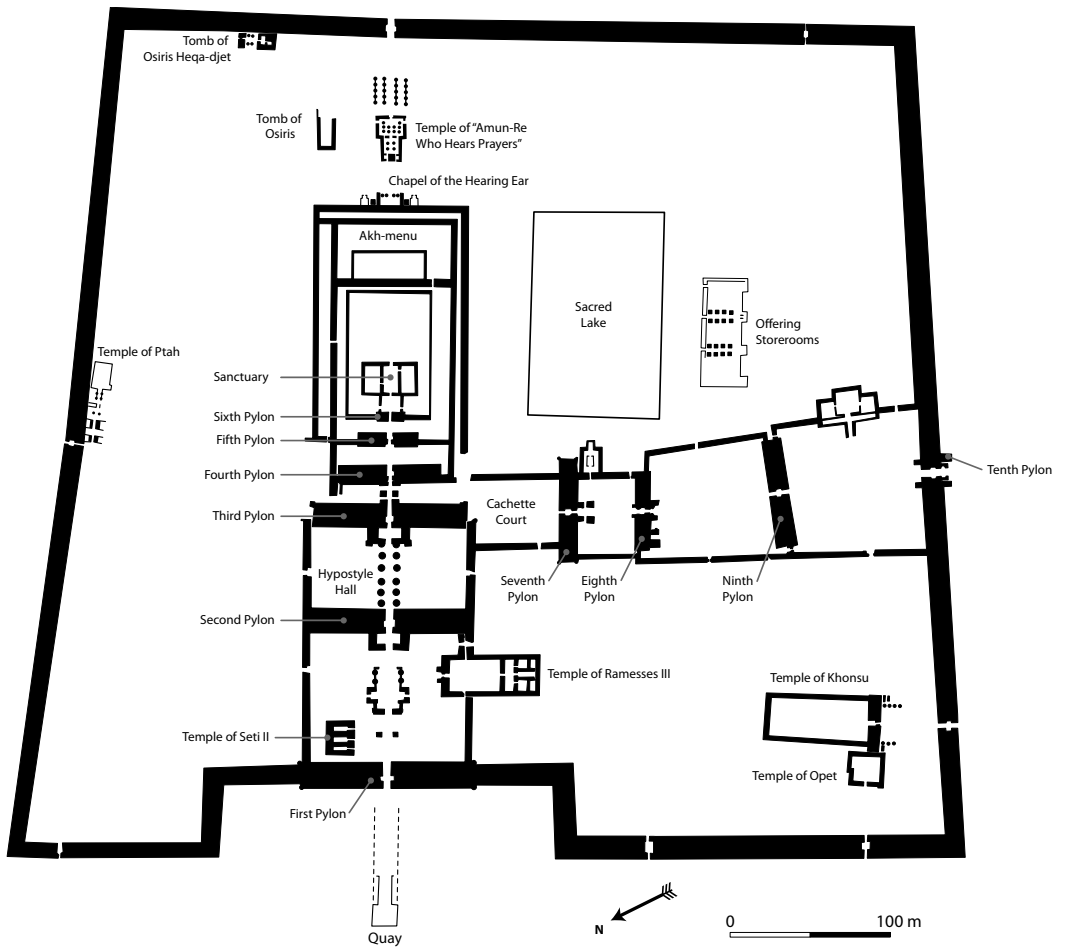 Tomb of
Osiris Heqa-djet
Tomb of
Osiris
Temple of “Amun-Re
Who Hears Prayers”
Chapel of the Hearing Ear
Akh-menu
Sacred
Lake
Offering
Storerooms
Temple of Ptah
Sanctuary
Sixth Pylon
Fifth Pylon
Fourth Pylon
Tenth Pylon
Third Pylon
Cachette
Court
Hypostyle
Hall
Seventh
Pylon
Eighth
Pylon
Ninth
Pylon
Second Pylon
Temple of Ramesses III
Temple of Khonsu
Temple of Seti II
Temple of Opet
First Pylon
N
0
100 m
Quay